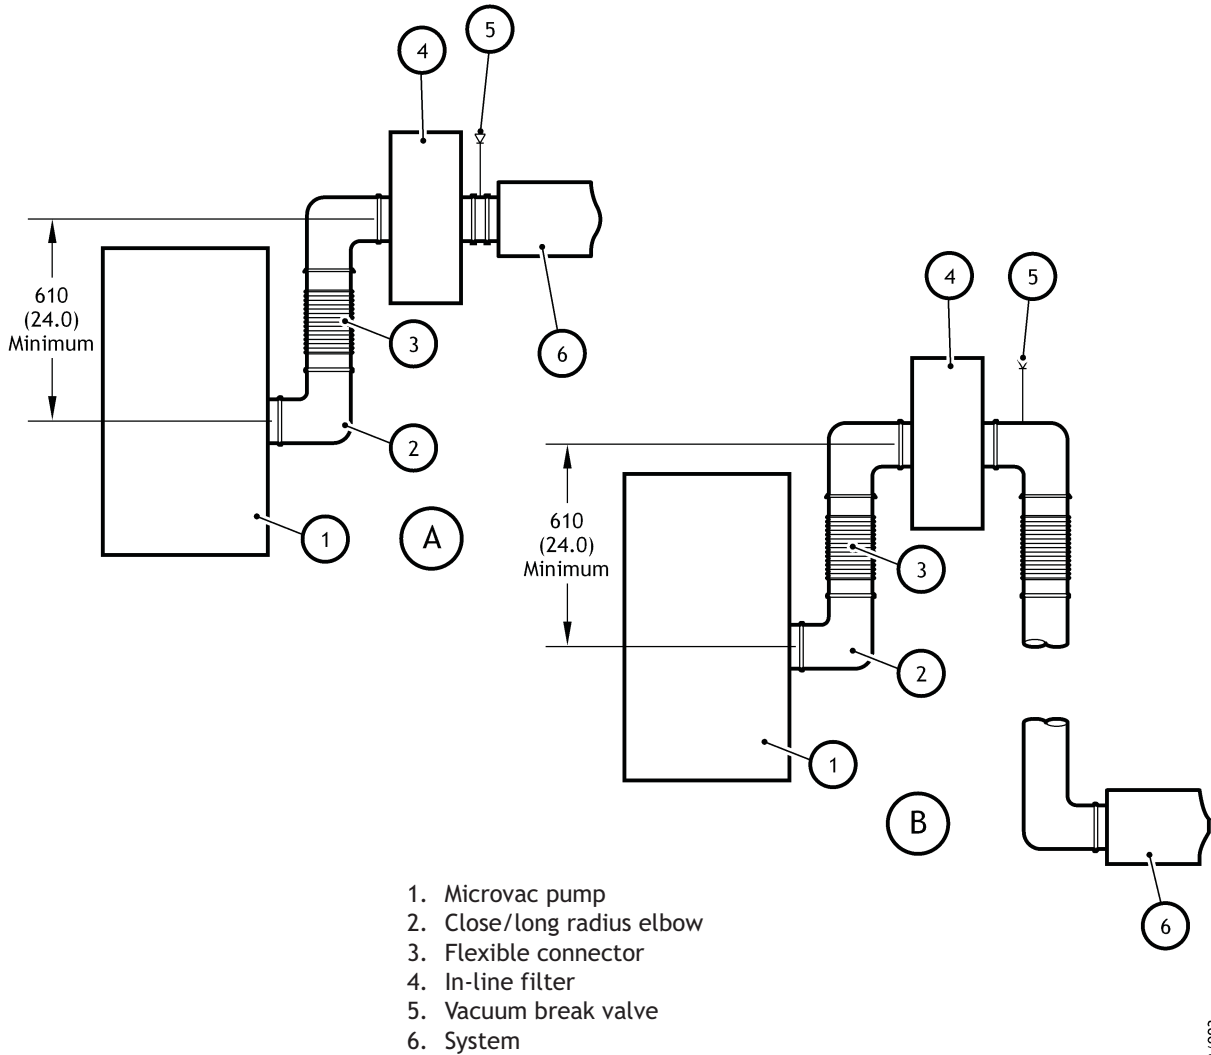 5
4
610
(24.0)
Minimum
3
6
2
1
A
4
5
610
(24.0)
Minimum
3
2
1
B
6
1. Microvac pump
2. Close/long radius elbow
3. Flexible connector
4. In-line filter
5. Vacuum break valve
6. System